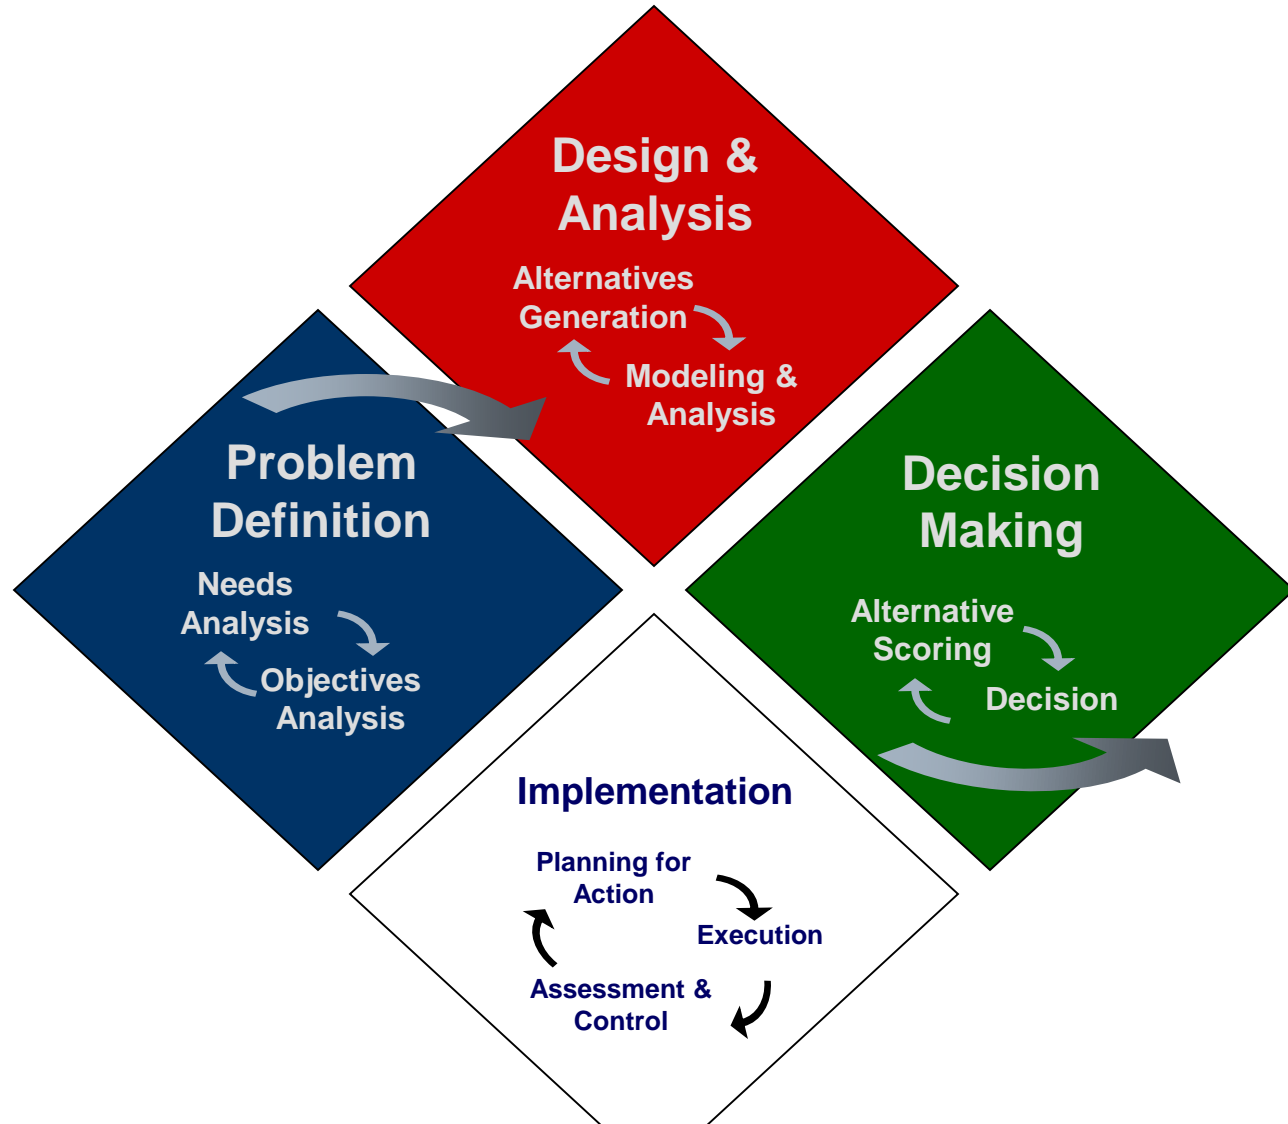 Design &
Analysis
Alternatives
Generation
Modeling &
Analysis
Problem
Definition
Needs
Analysis
Objectives
Analysis
Decision
Making
Alternative
Scoring
Decision
Implementation
Planning for
Action
Execution
Assessment &
Control